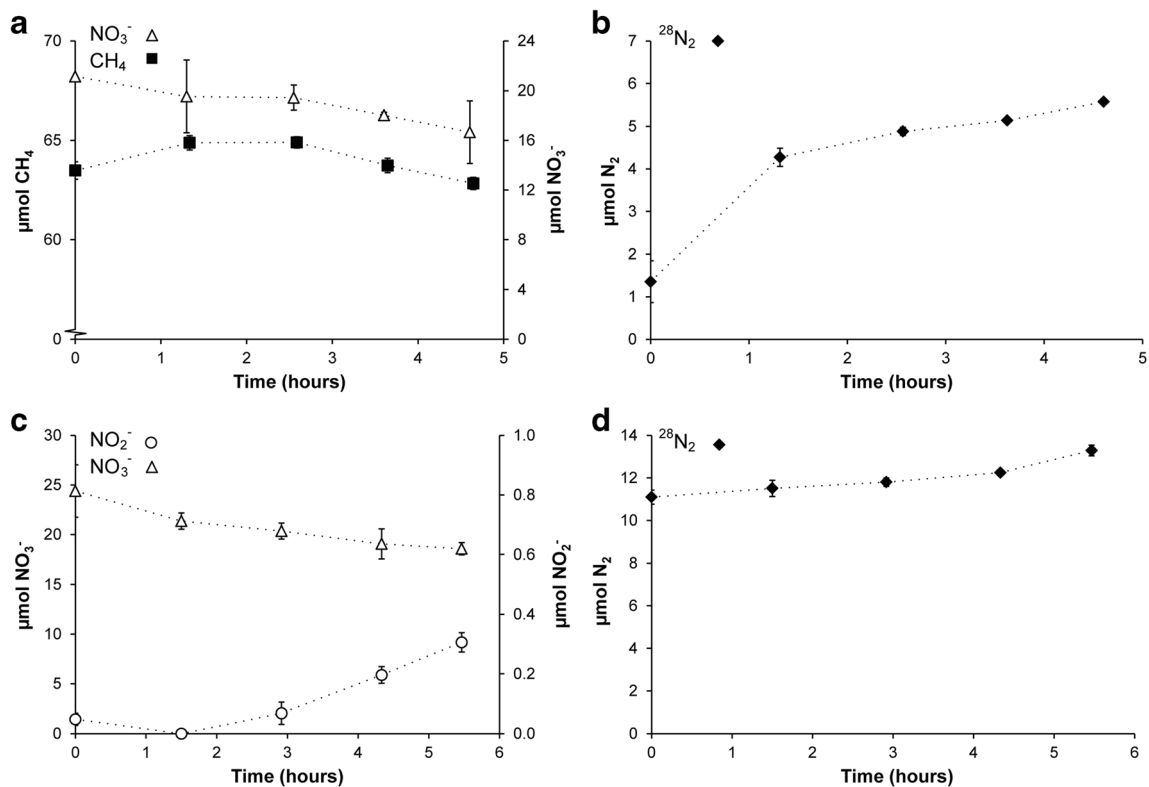 a
NO₃⁻
CH₄
70
65
60
0
24
20
16
12
8
4
0
µmol CH₄
µmol NO₃⁻
0 1 2 3 4 5
Time (hours)
b
²⁸N₂
7
6
5
4
3
2
1
0
µmol N₂
0 1 2 3 4 5
Time (hours)
c
NO₂⁻
NO₃⁻
30
25
20
15
10
5
0
1.0
0.8
0.6
0.4
0.2
0.0
µmol NO₃⁻
µmol NO₂⁻
0 1 2 3 4 5 6
Time (hours)
d
²⁸N₂
14
12
10
8
6
4
2
0
µmol N₂
0 1 2 3 4 5 6
Time (hours)